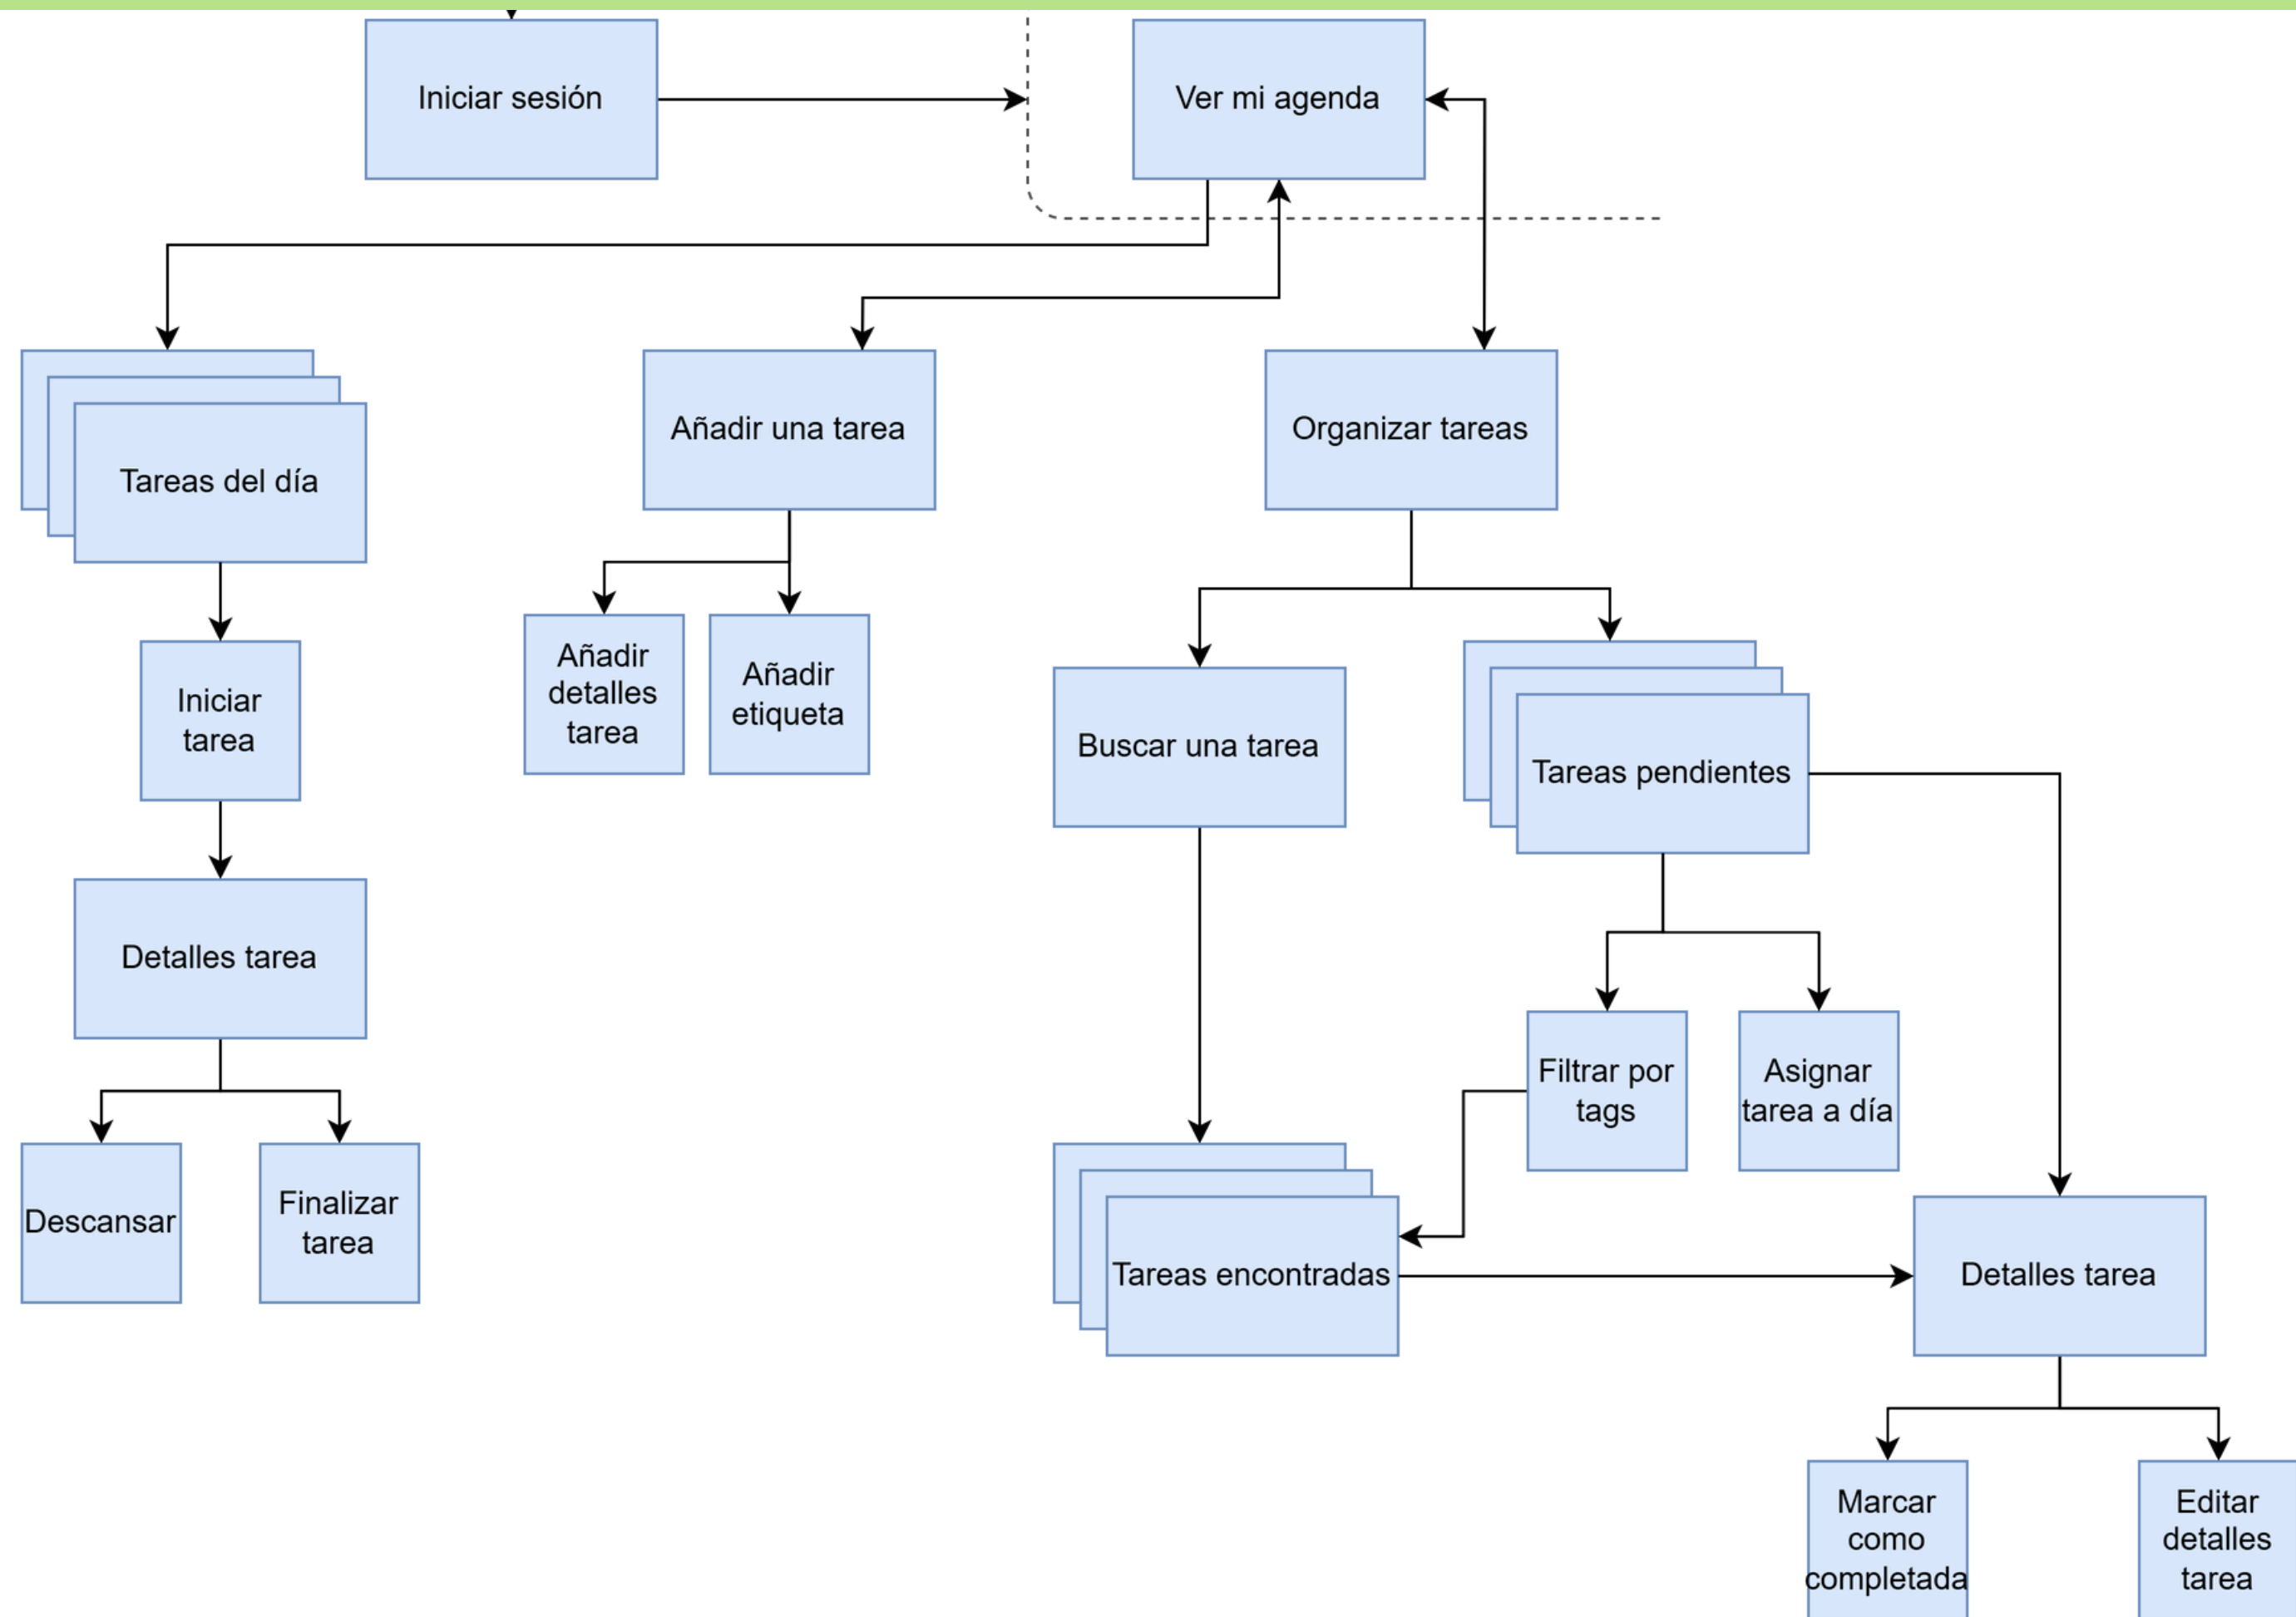 Iniciar sesión
Ver mi agenda
Tareas del día
Añadir una tarea
Organizar tareas
Iniciar
tarea
Añadir
detalles
tarea
Añadir
etiqueta
Buscar una tarea
Tareas pendientes
Detalles tarea
Filtrar por
tags
Asignar
tarea a día
Descansar
Finalizar
tarea
Tareas encontradas
Detalles tarea
Marcar
como
completada
Editar
detalles
tarea